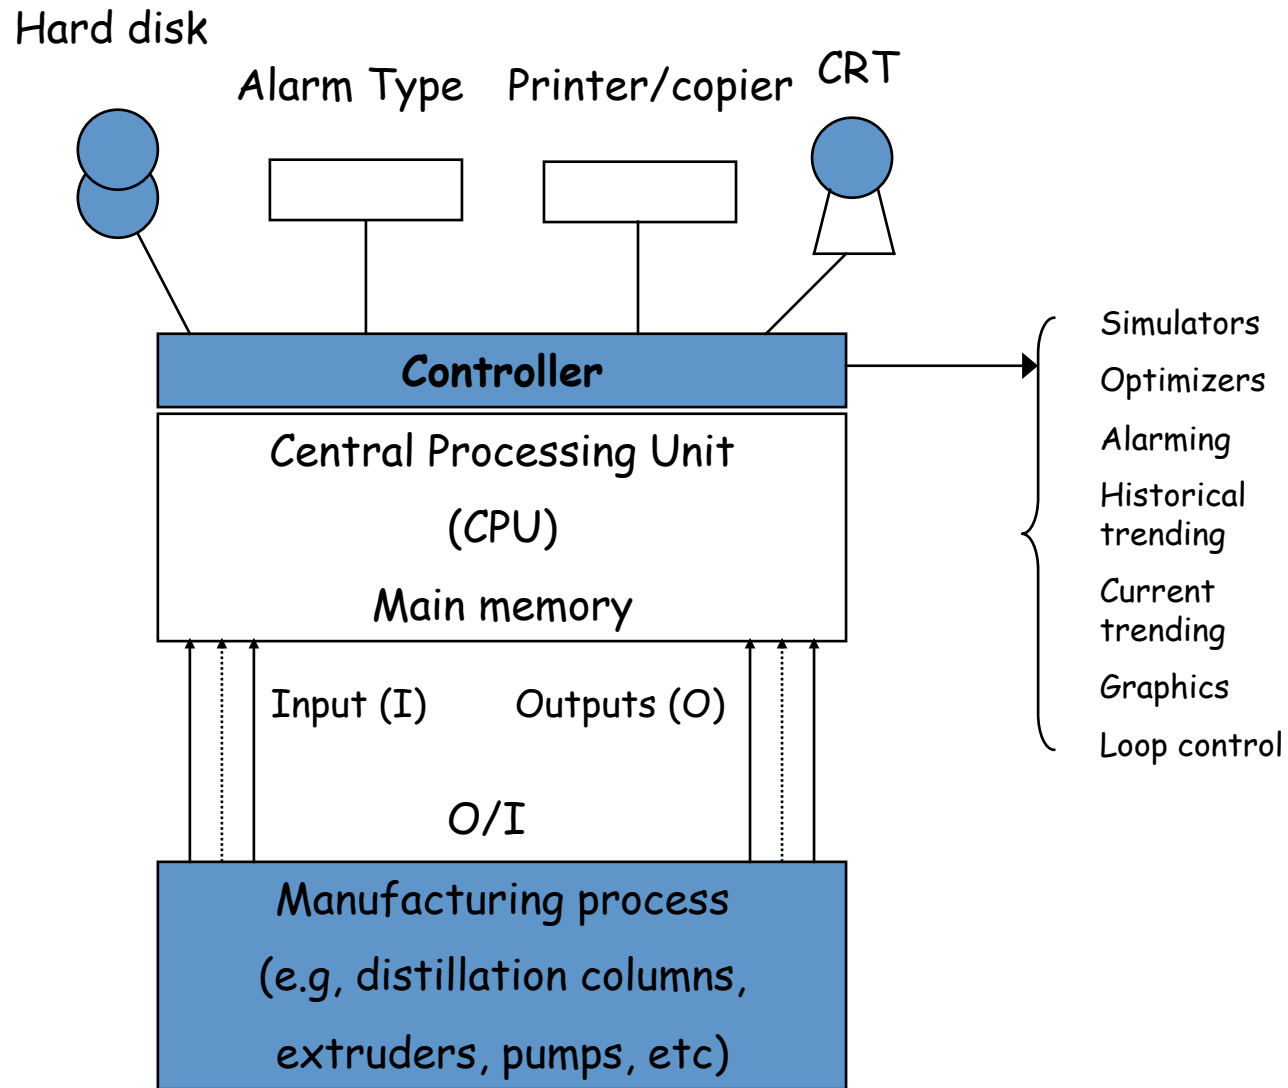 Hard disk
Alarm Type
Printer/copier
CRT
Controller
Central Processing Unit
(CPU)
Main memory
Input (I)
Outputs (O)
O/I
Manufacturing process
(e.g, distillation columns,
extruders, pumps, etc)
Simulators
Optimizers
Alarming
Historical
trending
Current
trending
Graphics
Loop control